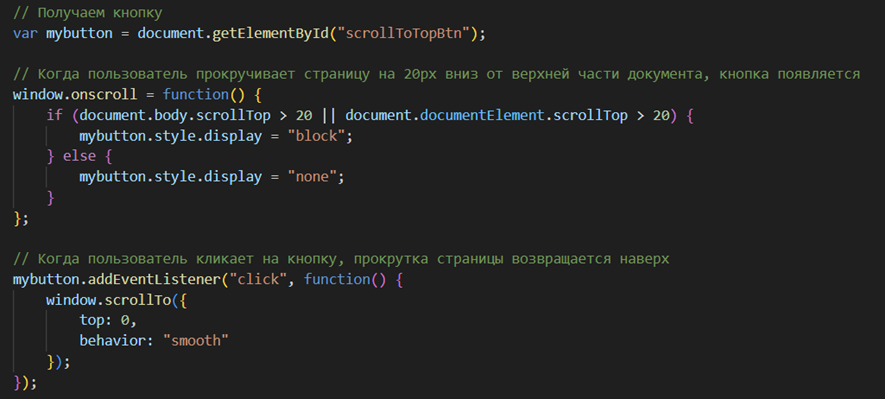 // Получаем кнопку
var mybutton = document.getElementById("scrollToTopBtn");
// Когда пользователь прокручивает страницу на 20px вниз от верхней части документа, кнопка появляется
window.onscroll = function() {
if (document.body.scrollTop > 20 || document.documentElement.scrollTop > 20) {
mybutton.style.display = "block";
} else {
mybutton.style.display = "none";
}
};
// Когда пользователь кликает на кнопку, прокрутка страницы возвращается наверх
mybutton.addEventListener("click", function() {
window.scrollTo({
top: 0,
behavior: "smooth"
});
});